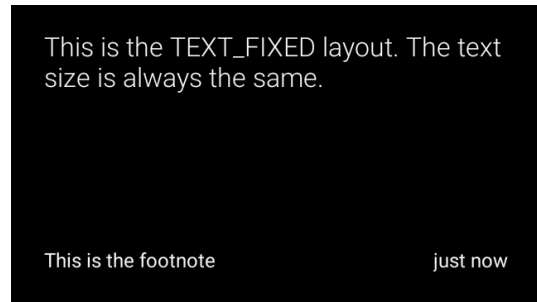 This is the TEXT_FIXED layout. The text
size is always the same.
This is the footnote just now